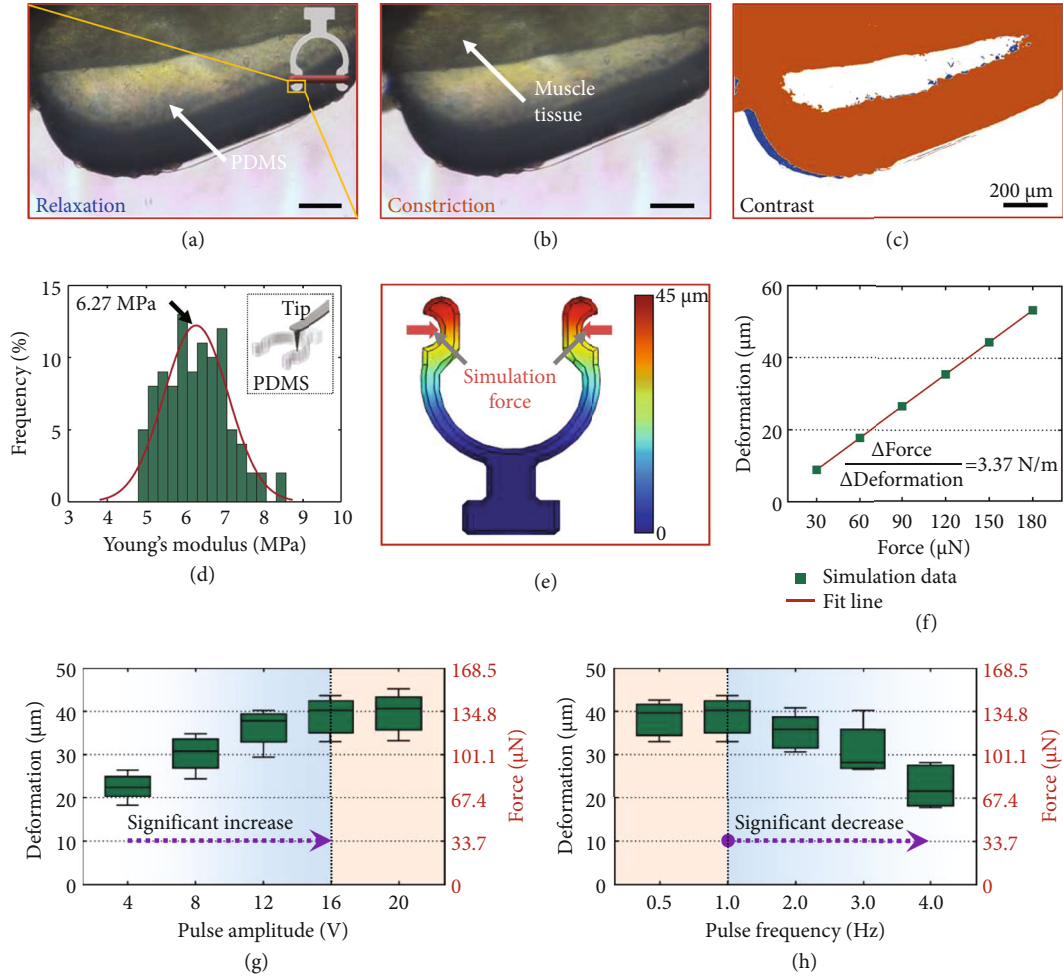 PDMS
Relaxation
(a)
Muscle
tissue
Constriction
(b)
200 μm
Contrast
(c)
15
10
5
0
Frequency (%)
6.27 MPa
Tip
PDMS
3 4 5 6 7 8 9 10
Young's modulus (MPa)
(d)
45 μm
Simulation
force
0
(e)
60
40
20
0
Deformation (μm)
ΔForce
ΔDeformation
=3.37 N/m
30 60 90 120 150 180
Force (μN)
Simulation data
Fit line
(f)
50
40
30
20
10
0
Deformation (μm)
Significant increase
168.5
134.8
101.1
67.4
33.7
0
Force (μN)
4 8 12 16 20
Pulse amplitude (V)
(g)
50
40
30
20
10
0
Deformation (μm)
Significant decrease
168.5
134.8
101.1
67.4
33.7
0
Force (μN)
0.5 1.0 2.0 3.0 4.0
Pulse frequency (Hz)
(h)